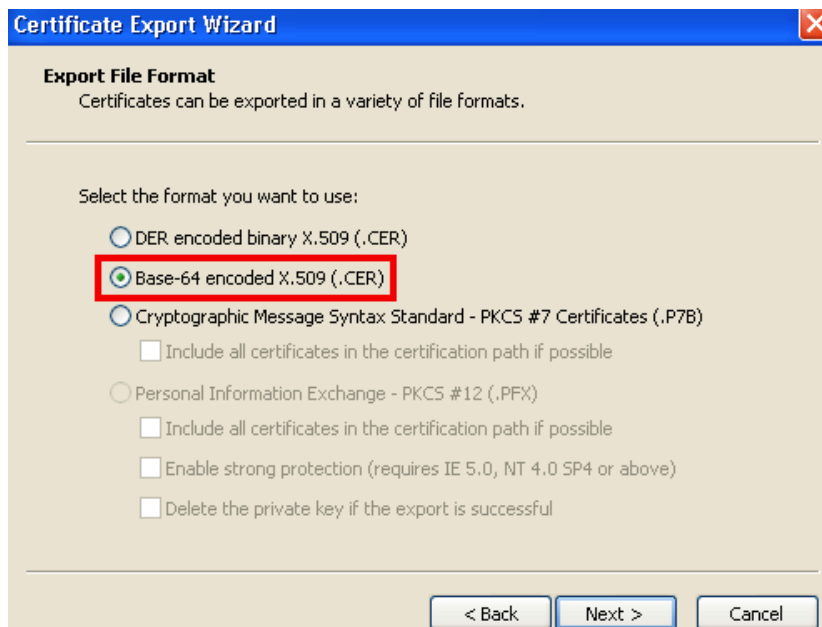 Certificate Export Wizard
Export File Format
Certificates can be exported in a variety of file formats.
Select the format you want to use:
DER encoded binary X.509 (.CER)
Base-64 encoded X.509 (.CER)
Cryptographic Message Syntax Standard - PKCS #7 Certificates (.P7B)
Include all certificates in the certification path if possible
Personal Information Exchange - PKCS #12 (.PFX)
Include all certificates in the certification path if possible
Enable strong protection (requires IE 5.0, NT 4.0 SP4 or above)
Delete the private key if the export is successful
< Back Next > Cancel